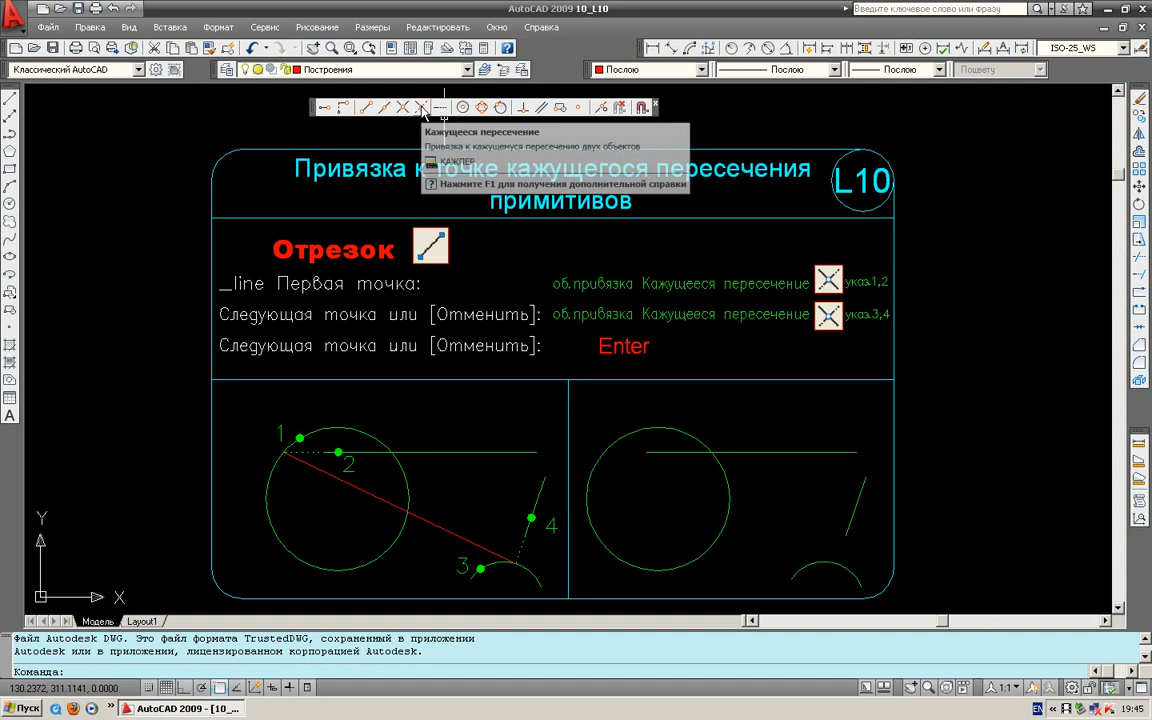 AutoCAD 2009 10_L10
Введите ключевое слово или фразу
Файл Правка Вид Вставка Формат Сервис Рисование Размеры Редактировать Окно Справка
ISO-25_WS
Классический AutoCAD
Построения
Послою
Послою
Послою
Поцвету
Кажущееся пересечение
Привязка к кажущемуся пересечению двух объектов
КАЖПЕР
Нажмите F1 для получения дополнительной справки
Привязка к точке кажущегося пересечения
примитивов
L10
Отрезок
_line Первая точка: об.привязка Кажущееся пересечение указ.1,2
Следующая точка или [Отменить]: об.привязка Кажущееся пересечение указ.3,4
Следующая точка или [Отменить]: Enter
1
2
3
4
Y
X
A
Модель Layout1
Файл Autodesk DWG. Это файл формата TrustedDWG, сохраненный в приложении
Autodesk или в приложении, лицензированном корпорацией Autodesk.
Команда:
130.2372, 311.1141, 0.0000
1:1
Пуск
AutoCAD 2009 - [10_...
EN
19:45